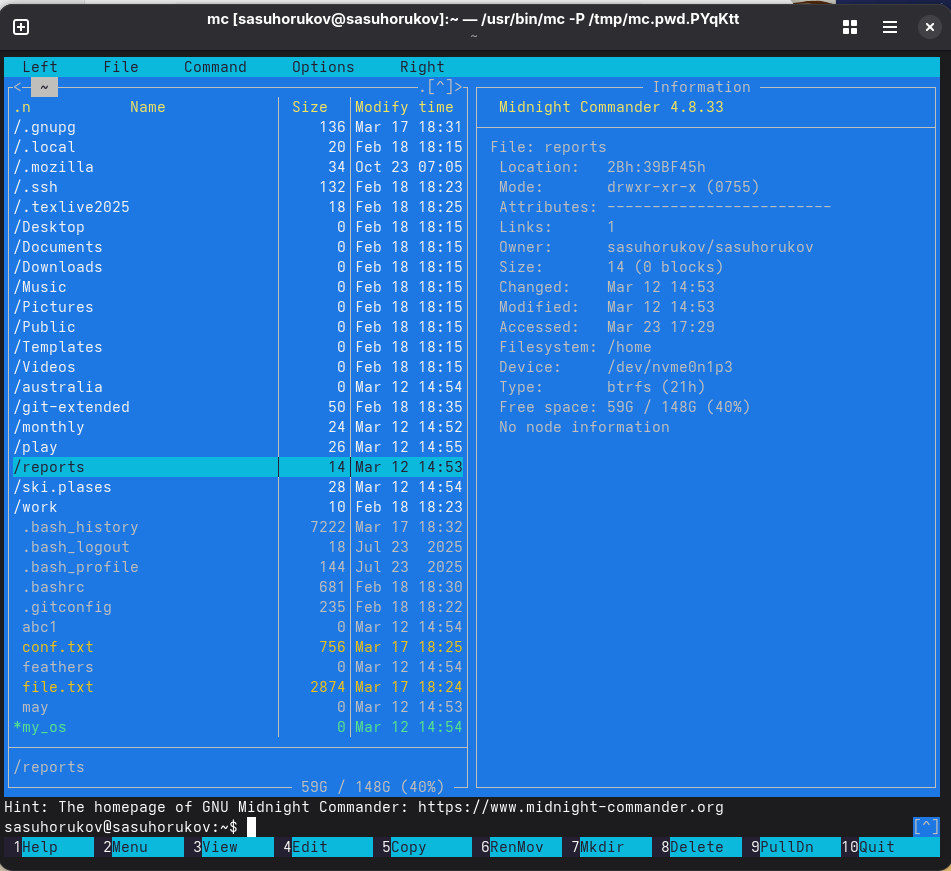 mc [sasuhorukov@sasuhorukov]:~ — /usr/bin/mc -P /tmp/mc.pwd.PYqKtt
~
Left File Command Options Right
<─ ~ .[^]>
.n Name Size Modify time
/.gnupg 136 Mar 17 18:31
/.local 20 Feb 18 18:15
/.mozilla 34 Oct 23 07:05
/.ssh 132 Feb 18 18:23
/.texlive2025 18 Feb 18 18:25
/Desktop 0 Feb 18 18:15
/Documents 0 Feb 18 18:15
/Downloads 0 Feb 18 18:15
/Music 0 Feb 18 18:15
/Pictures 0 Feb 18 18:15
/Public 0 Feb 18 18:15
/Templates 0 Feb 18 18:15
/Videos 0 Feb 18 18:15
/australia 0 Mar 12 14:54
/git-extended 50 Feb 18 18:35
/monthly 24 Mar 12 14:52
/play 26 Mar 12 14:55
/reports 14 Mar 12 14:53
/ski.plases 28 Mar 12 14:54
/work 10 Feb 18 18:23
.bash_history 7222 Mar 17 18:32
.bash_logout 18 Jul 23 2025
.bash_profile 144 Jul 23 2025
.bashrc 681 Feb 18 18:30
.gitconfig 235 Feb 18 18:22
abc1 0 Mar 12 14:54
conf.txt 756 Mar 17 18:25
feathers 0 Mar 12 14:54
file.txt 2874 Mar 17 18:24
may 0 Mar 12 14:53
*my_os 0 Mar 12 14:54
/reports
59G / 148G (40%)
Information
Midnight Commander 4.8.33
File: reports
Location: 2Bh:39BF45h
Mode: drwxr-xr-x (0755)
Attributes: -------------------------
Links: 1
Owner: sasuhorukov/sasuhorukov
Size: 14 (0 blocks)
Changed: Mar 12 14:53
Modified: Mar 12 14:53
Accessed: Mar 23 17:29
Filesystem: /home
Device: /dev/nvme0n1p3
Type: btrfs (21h)
Free space: 59G / 148G (40%)
No node information
Hint: The homepage of GNU Midnight Commander: https://www.midnight-commander.org
sasuhorukov@sasuhorukov:~$ [^]
1Help 2Menu 3View 4Edit 5Copy 6RenMov 7Mkdir 8Delete 9PullDn 10Quit